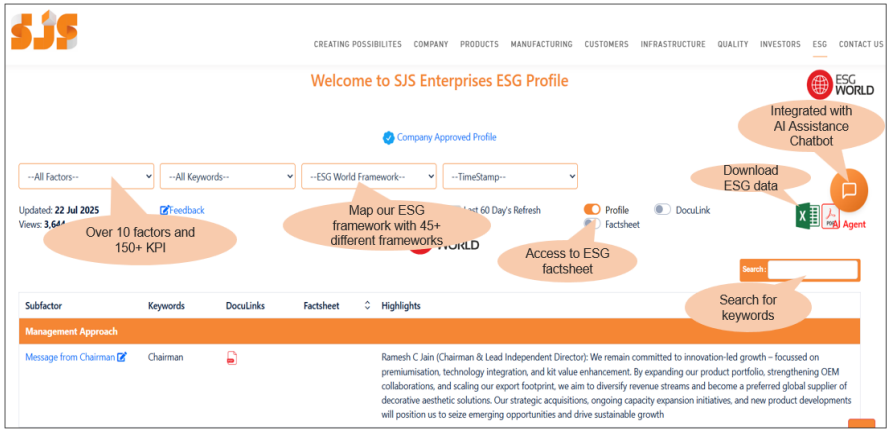 SJS
CREATING POSSIBILITES COMPANY PRODUCTS MANUFACTURING CUSTOMERS INFRASTRUCTURE QUALITY INVESTORS ESG CONTACT US
Welcome to SJS Enterprises ESG Profile
ESG
WORLD
Integrated with
AI Assistance
Chatbot
Company Approved Profile
--All Factors-- --All Keywords-- --ESG World Framework-- --TimeStamp--
Download
ESG data
Updated: 22 Jul 2025 Feedback 60 Day's Refresh Profile DocuLink
Views: 3,644 Factsheet
Agent
Over 10 factors and
150+ KPI
Map our ESG
framework with 45+
different frameworks
WORLD
Access to ESG
factsheet
Search :
Search for
keywords
Subfactor Keywords DocuLinks Factsheet Highlights
Management Approach
Message from Chairman Chairman Ramesh C Jain (Chairman & Lead Independent Director): We remain committed to innovation-led growth – focussed on
premiumisation, technology integration, and kit value enhancement. By expanding our product portfolio, strengthening OEM
collaborations, and scaling our export footprint, we aim to diversify revenue streams and become a preferred global supplier of
decorative aesthetic solutions. Our strategic acquisitions, ongoing capacity expansion initiatives, and new product developments
will position us to seize emerging opportunities and drive sustainable growth